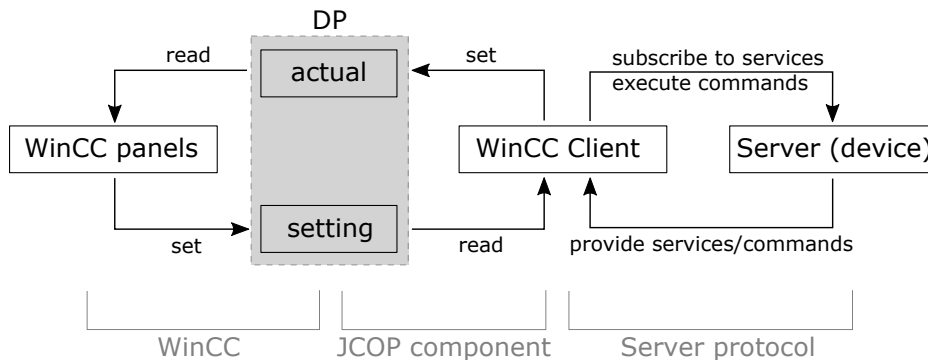 DP
read
actual
set
subscribe to services
execute commands
WinCC panels
WinCC Client
Server (device)
set
setting
read
provide services/commands
WinCC
JCOP component
Server protocol